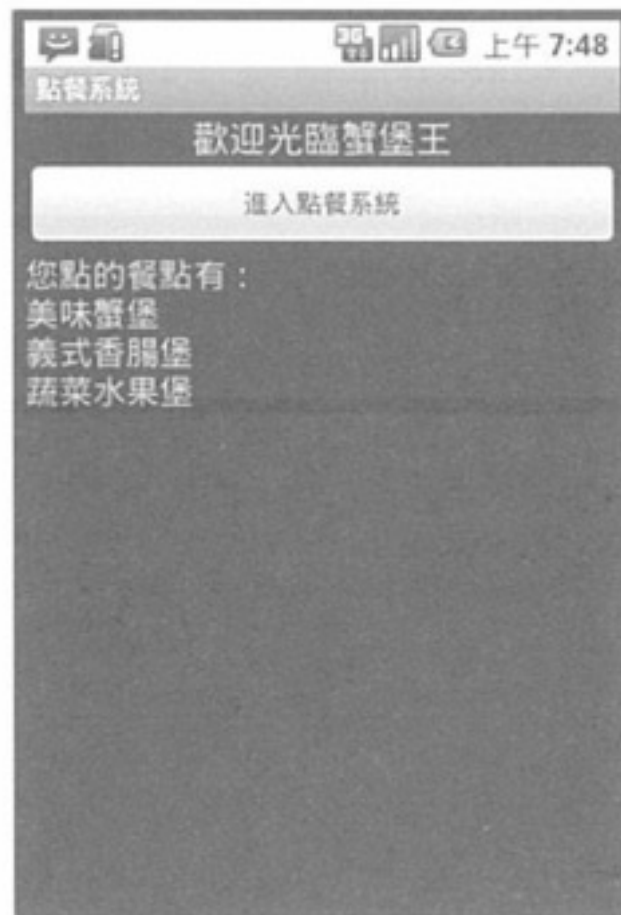 上午 7:48
點餐系統
歡迎光臨蟹堡王
進入點餐系統
您點的餐點有：
美味蟹堡
義式香腸堡
蔬菜水果堡